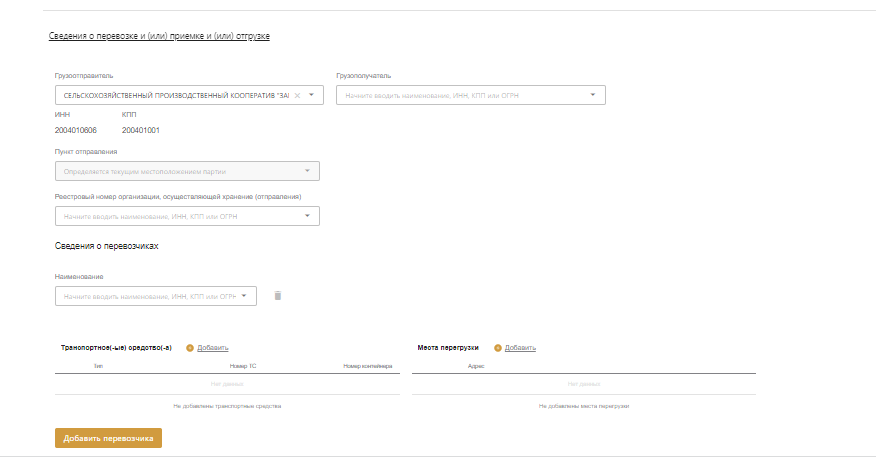 Сведения о перевозке и (или) приемке и (или) отгрузке
Грузоотправитель
Грузополучатель
СЕЛЬСКОХОЗЯЙСТВЕННЫЙ ПРОИЗВОДСТВЕННЫЙ КООПЕРАТИВ "ЗА
Начните вводить наименование, ИНН, КПП или ОГРН
ИНН КПП
2004010606 200401001
Пункт отправления
Определяется текущим местоположением партии
Реестровый номер организации, осуществляющей хранение (отправления)
Начните вводить наименование, ИНН, КПП или ОГРН
Сведения о перевозчиках
Наименование
Начните вводить наименование, ИНН, КПП или ОГРН
Транспортное(-ые) средство(-а) Добавить
Места перегрузки Добавить
Тип Номер ТС Номер контейнера
Адрес
Нет данных
Нет данных
Не добавлены транспортные средства
Не добавлены места перегрузки
Добавить перевозчика